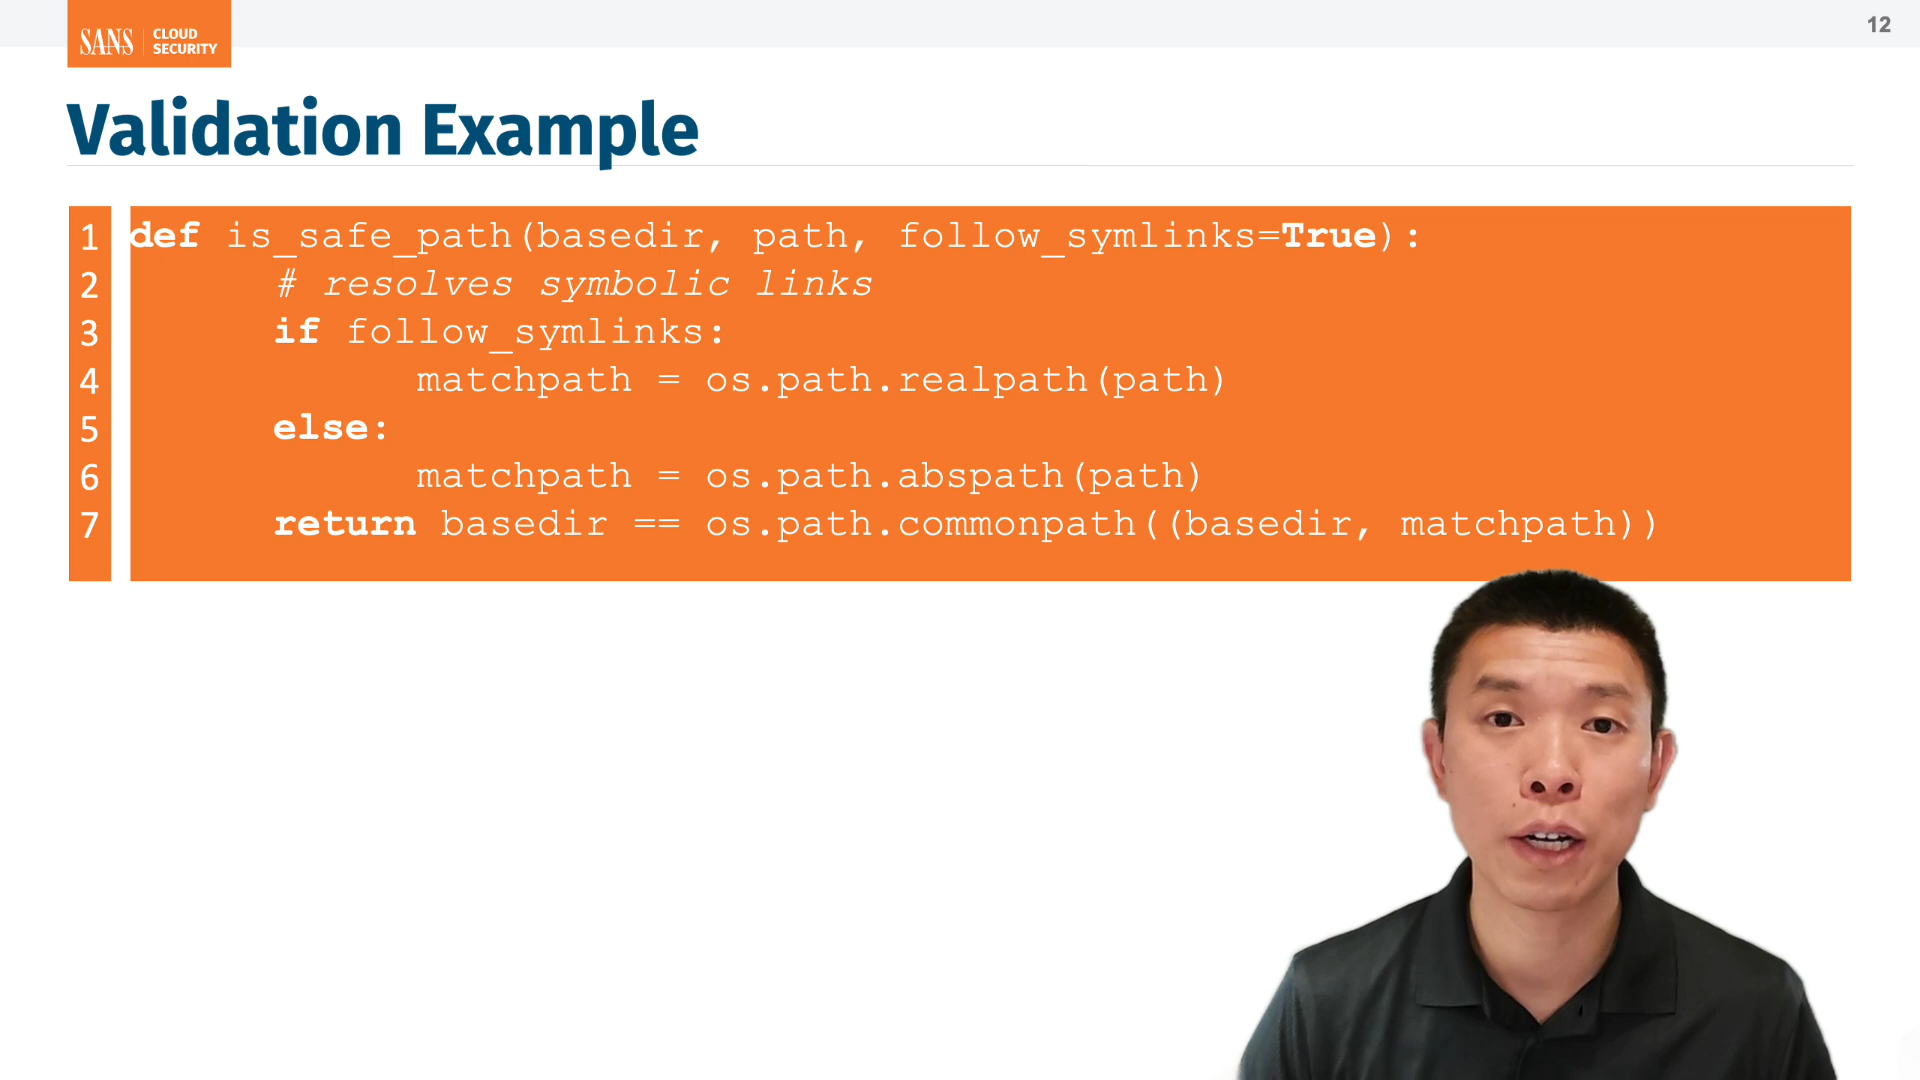 SANS CLOUD SECURITY
12
Validation Example
1 def is_safe_path(basedir, path, follow_symlinks=True):
2 # resolves symbolic links
3 if follow_symlinks:
4 matchpath = os.path.realpath(path)
5 else:
6 matchpath = os.path.abspath(path)
7 return basedir == os.path.commonpath((basedir, matchpath))